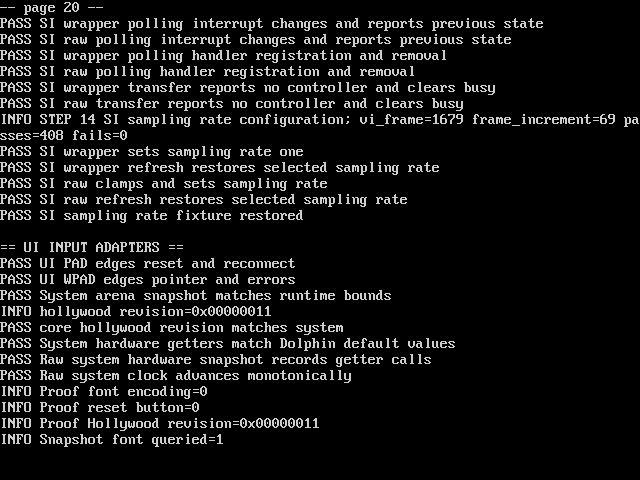 -- page 20 --
PASS SI wrapper polling interrupt changes and reports previous state
PASS SI raw polling interrupt changes and reports previous state
PASS SI wrapper polling handler registration and removal
PASS SI raw polling handler registration and removal
PASS SI wrapper transfer reports no controller and clears busy
PASS SI raw transfer reports no controller and clears busy
INFO STEP 14 SI sampling rate configuration; vi_frame=1679 frame_increment=69 pa
sses=408 fails=0
PASS SI wrapper sets sampling rate one
PASS SI wrapper refresh restores selected sampling rate
PASS SI raw clamps and sets sampling rate
PASS SI raw refresh restores selected sampling rate
PASS SI sampling rate fixture restored
== UI INPUT ADAPTERS ==
PASS UI PAD edges reset and reconnect
PASS UI WPAD edges pointer and errors
PASS System arena snapshot matches runtime bounds
INFO hollywood revision=0x00000011
PASS core hollywood revision matches system
PASS System hardware getters match Dolphin default values
PASS Raw system hardware snapshot records getter calls
PASS Raw system clock advances monotonically
INFO Proof font encoding=0
INFO Proof reset button=0
INFO Proof Hollywood revision=0x00000011
INFO Snapshot font queried=1